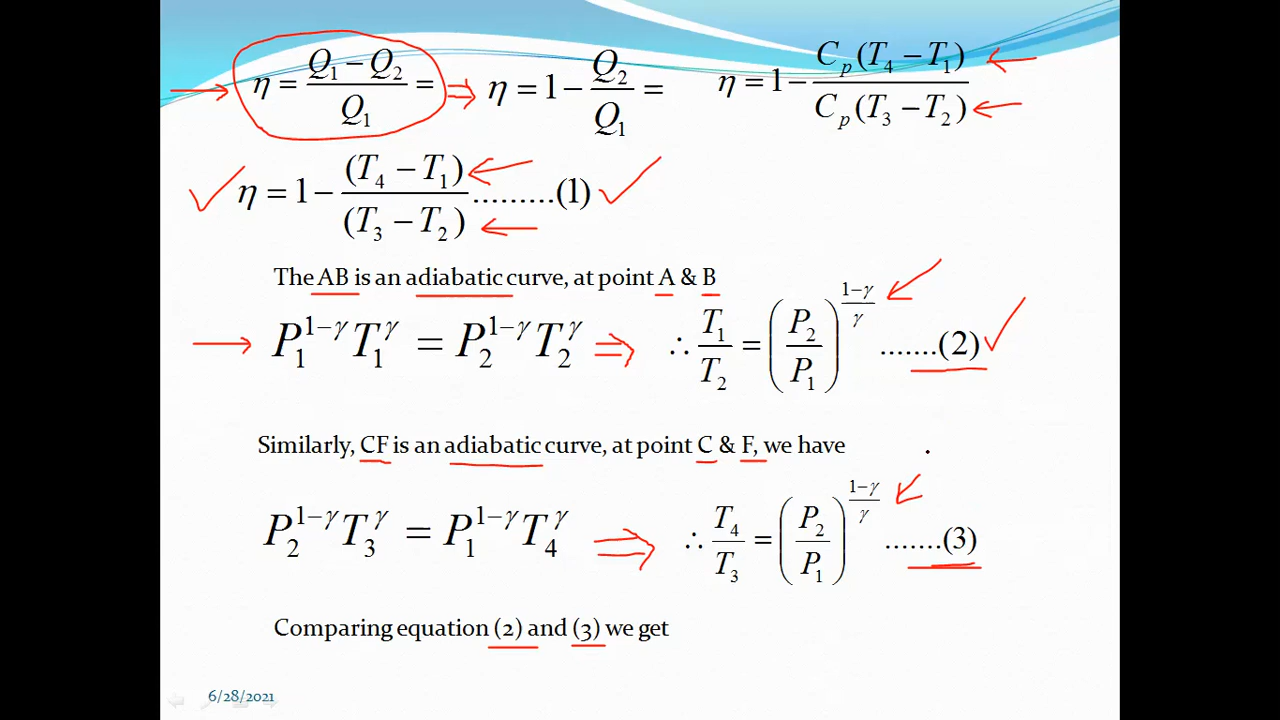 η = (Q₁ − Q₂)/Q₁ = ⇒ η = 1 − Q₂/Q₁ = η = 1 − C_p(T₄ − T₁)/C_p(T₃ − T₂)
η = 1 − (T₄ − T₁)/(T₃ − T₂) .........(1)
The AB is an adiabatic curve, at point A & B
P₁^(1−γ) T₁^γ = P₂^(1−γ) T₂^γ ⇒ ∴ T₁/T₂ = (P₂/P₁)^((1−γ)/γ) .......(2)
Similarly, CF is an adiabatic curve, at point C & F, we have
P₂^(1−γ) T₃^γ = P₁^(1−γ) T₄^γ ⇒ ∴ T₄/T₃ = (P₂/P₁)^((1−γ)/γ) .......(3)
Comparing equation (2) and (3) we get
6/28/2021